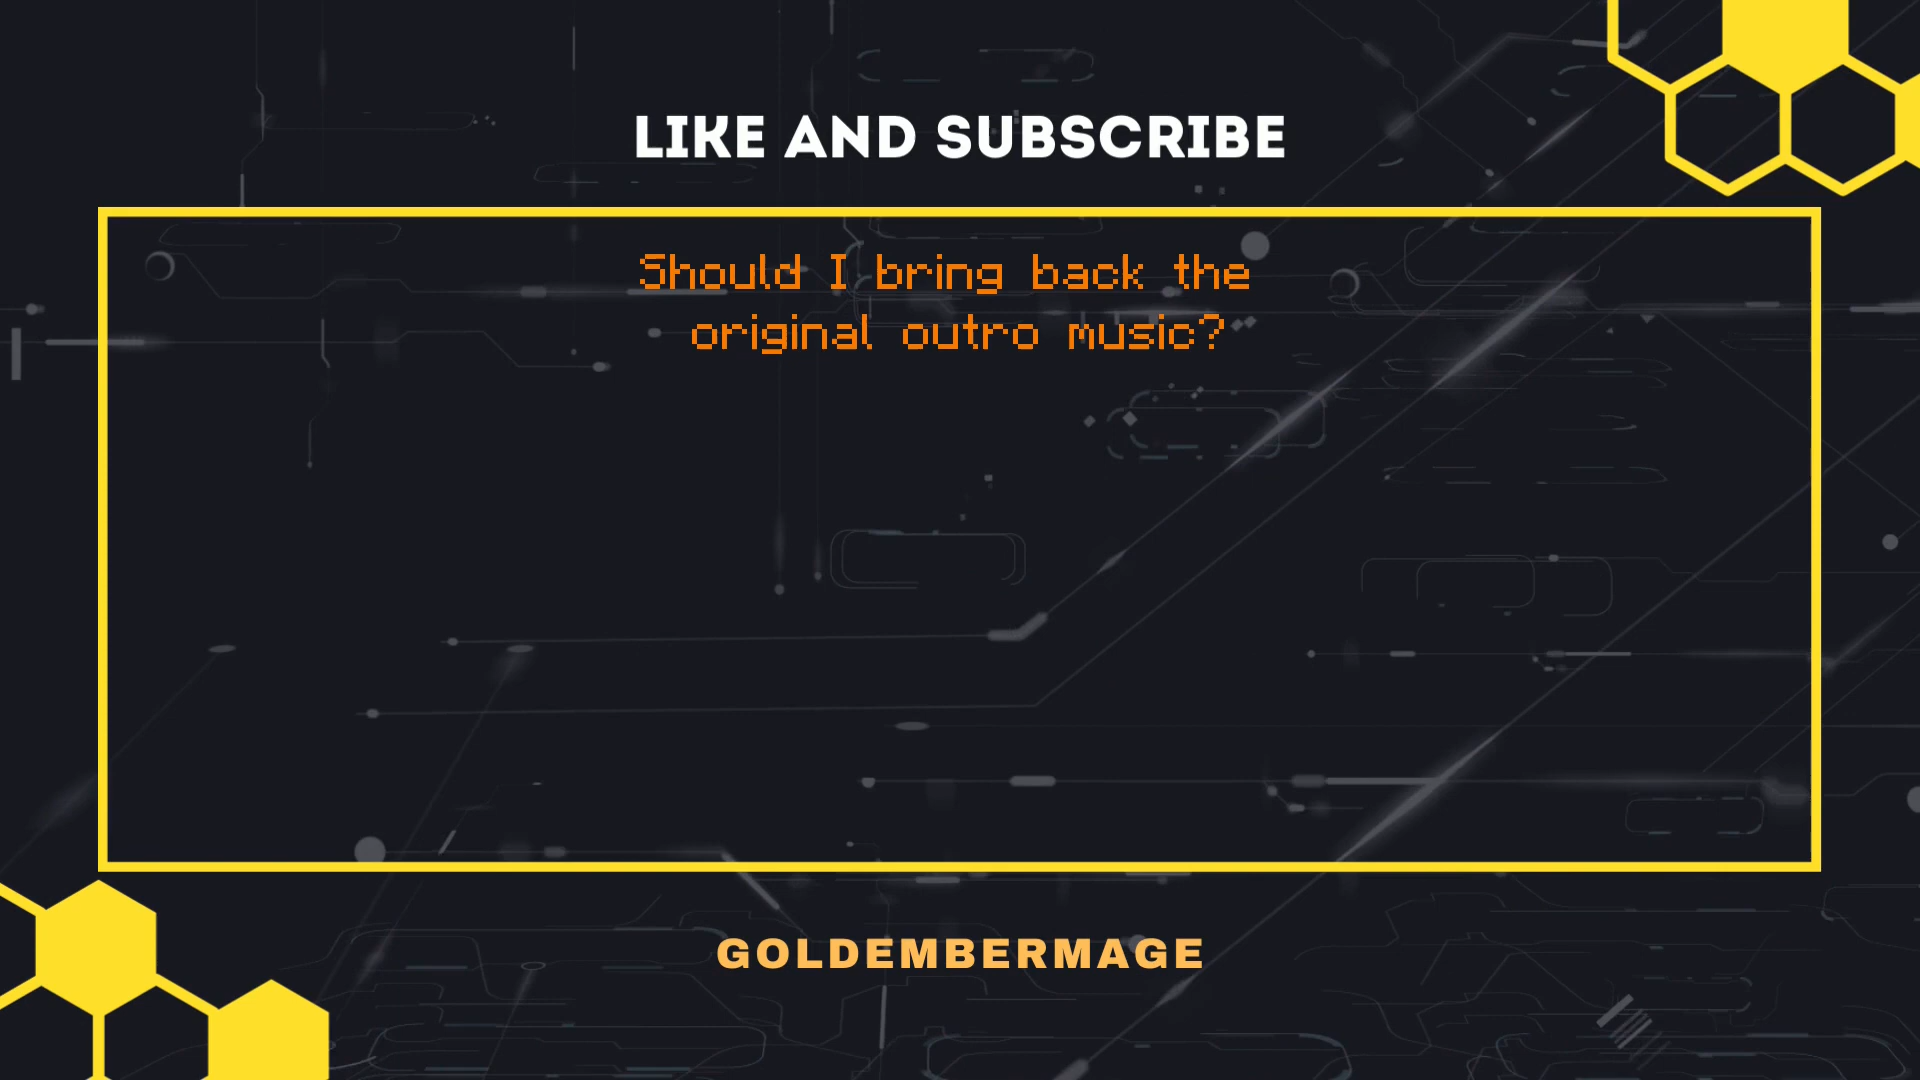 LIKE AND SUBSCRIBE
Should I bring back the
original outro music?
GOLDEMBERMAGE